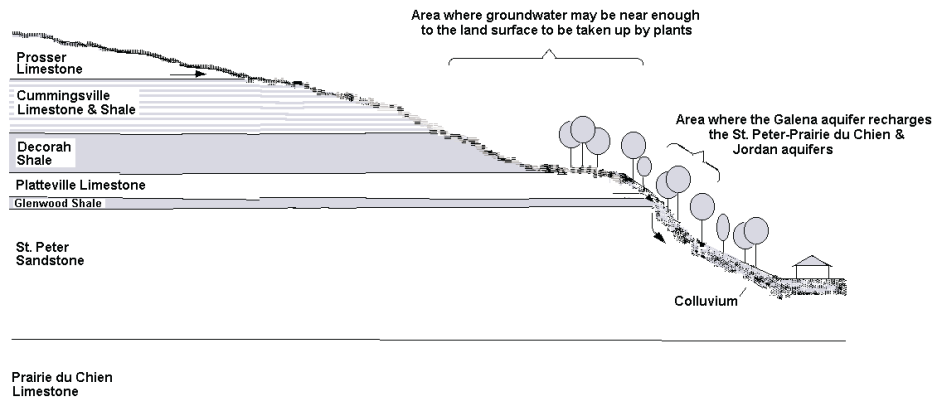 Area where groundwater may be near enough
to the land surface to be taken up by plants
Prosser
Limestone
Cummingsville
Limestone & Shale
Area where the Galena aquifer recharges
the St. Peter-Prairie du Chien &
Jordan aquifers
Decorah
Shale
Platteville Limestone
Glenwood Shale
St. Peter
Sandstone
Colluvium
Prairie du Chien
Limestone